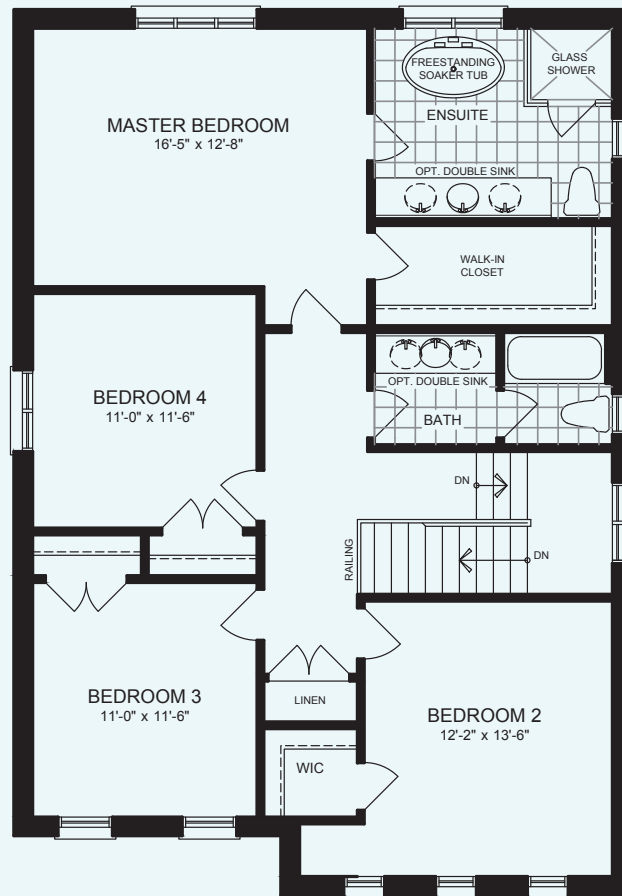 FREESTANDING
SOAKER TUB
GLASS
SHOWER
ENSUITE
MASTER BEDROOM
16'-5" x 12'-8"
OPT. DOUBLE SINK
WALK-IN
CLOSET
BEDROOM 4
11'-0" x 11'-6"
OPT. DOUBLE SINK
BATH
DN
RAILING
DN
BEDROOM 3
11'-0" x 11'-6"
LINEN
BEDROOM 2
12'-2" x 13'-6"
WIC